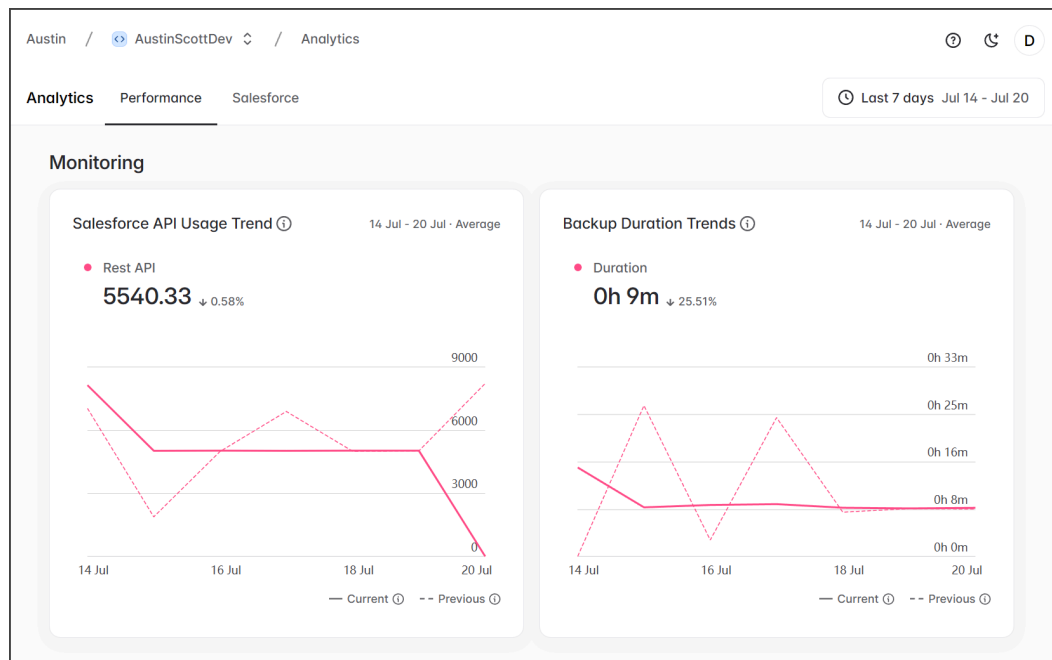 Austin / AustinScottDev / Analytics
D
Analytics Performance Salesforce
Last 7 days Jul 14 - Jul 20
Monitoring
Salesforce API Usage Trend
14 Jul - 20 Jul · Average
Rest API
5540.33 ↓ 0.58%
9000
6000
3000
0
14 Jul 16 Jul 18 Jul 20 Jul
Current Previous
Backup Duration Trends
14 Jul - 20 Jul · Average
Duration
0h 9m ↓ 25.51%
0h 33m
0h 25m
0h 16m
0h 8m
0h 0m
14 Jul 16 Jul 18 Jul 20 Jul
Current Previous